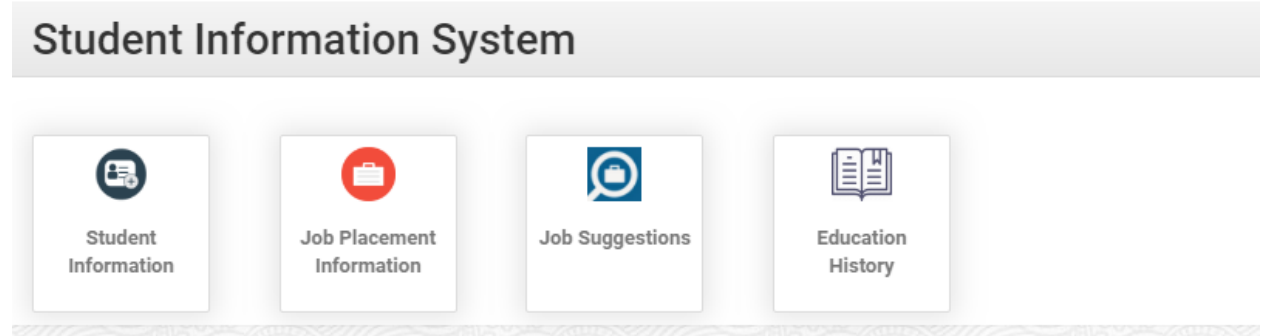 Student Information System
Student
Information
Job Placement
Information
Job Suggestions
Education
History